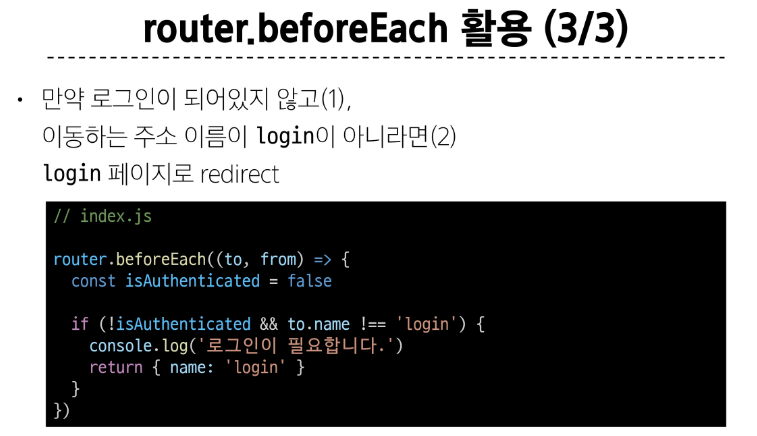 router.beforeEach 활용 (3/3)
• 만약 로그인이 되어있지 않고(1),
이동하는 주소 이름이 login이 아니라면(2)
login 페이지로 redirect
// index.js
router.beforeEach((to, from) => {
  const isAuthenticated = false
  if (!isAuthenticated && to.name !== 'login') {
    console.log('로그인이 필요합니다.')
    return { name: 'login' }
  }
})